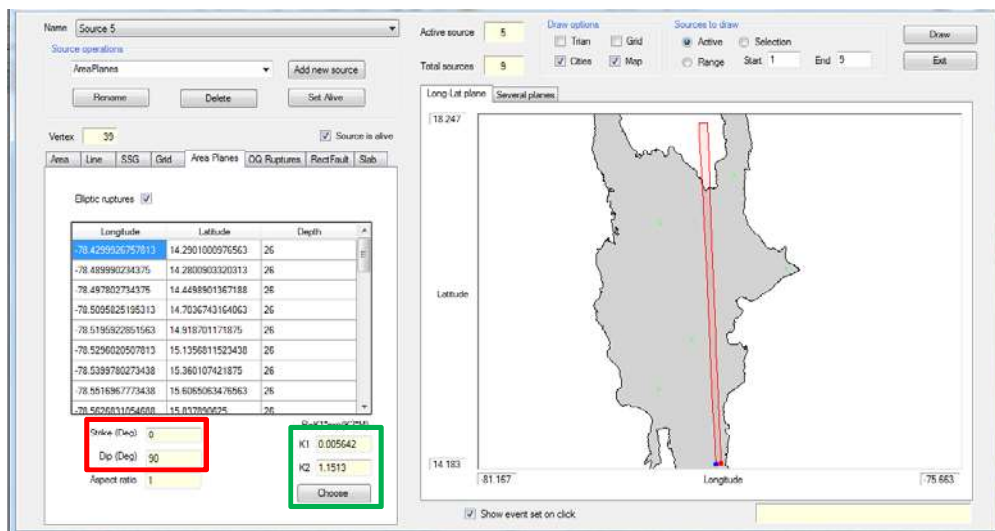 Name Source 5
Source operations
AreaPlanes
Add new source
Rename Delete Set Alive
Vertex 39 Source is alive
Area Line SSG Grid Area Planes OQ Ruptures RectFault Slab
Elliptic ruptures
Longitude Latitude Depth
-78.4299926757813 14.2901000976563 26
-78.489990234375 14.2800903320313 26
-78.497802734375 14.4498901367188 26
-78.5095825195313 14.7036743164063 26
-78.5195922851563 14.918701171875 26
-78.5296020507813 15.1356811523438 26
-78.5399780273438 15.360107421875 26
-78.5516967773438 15.6065063476563 26
-78.5626831054688 15.837890625 26
Strike (Deg) 0
Dip (Deg) 90
Aspect ratio 1
K1 0.005642
K2 1.1513
Choose
Active source 5
Total sources 9
Draw options
Trian Grid
Cities Map
Sources to draw
Active Selection
Range Start 1 End 9
Draw
Exit
Long-Lat plane Several planes
18.247
Latitude
14.183
-81.167 Longitude -75.663
Show event set on click